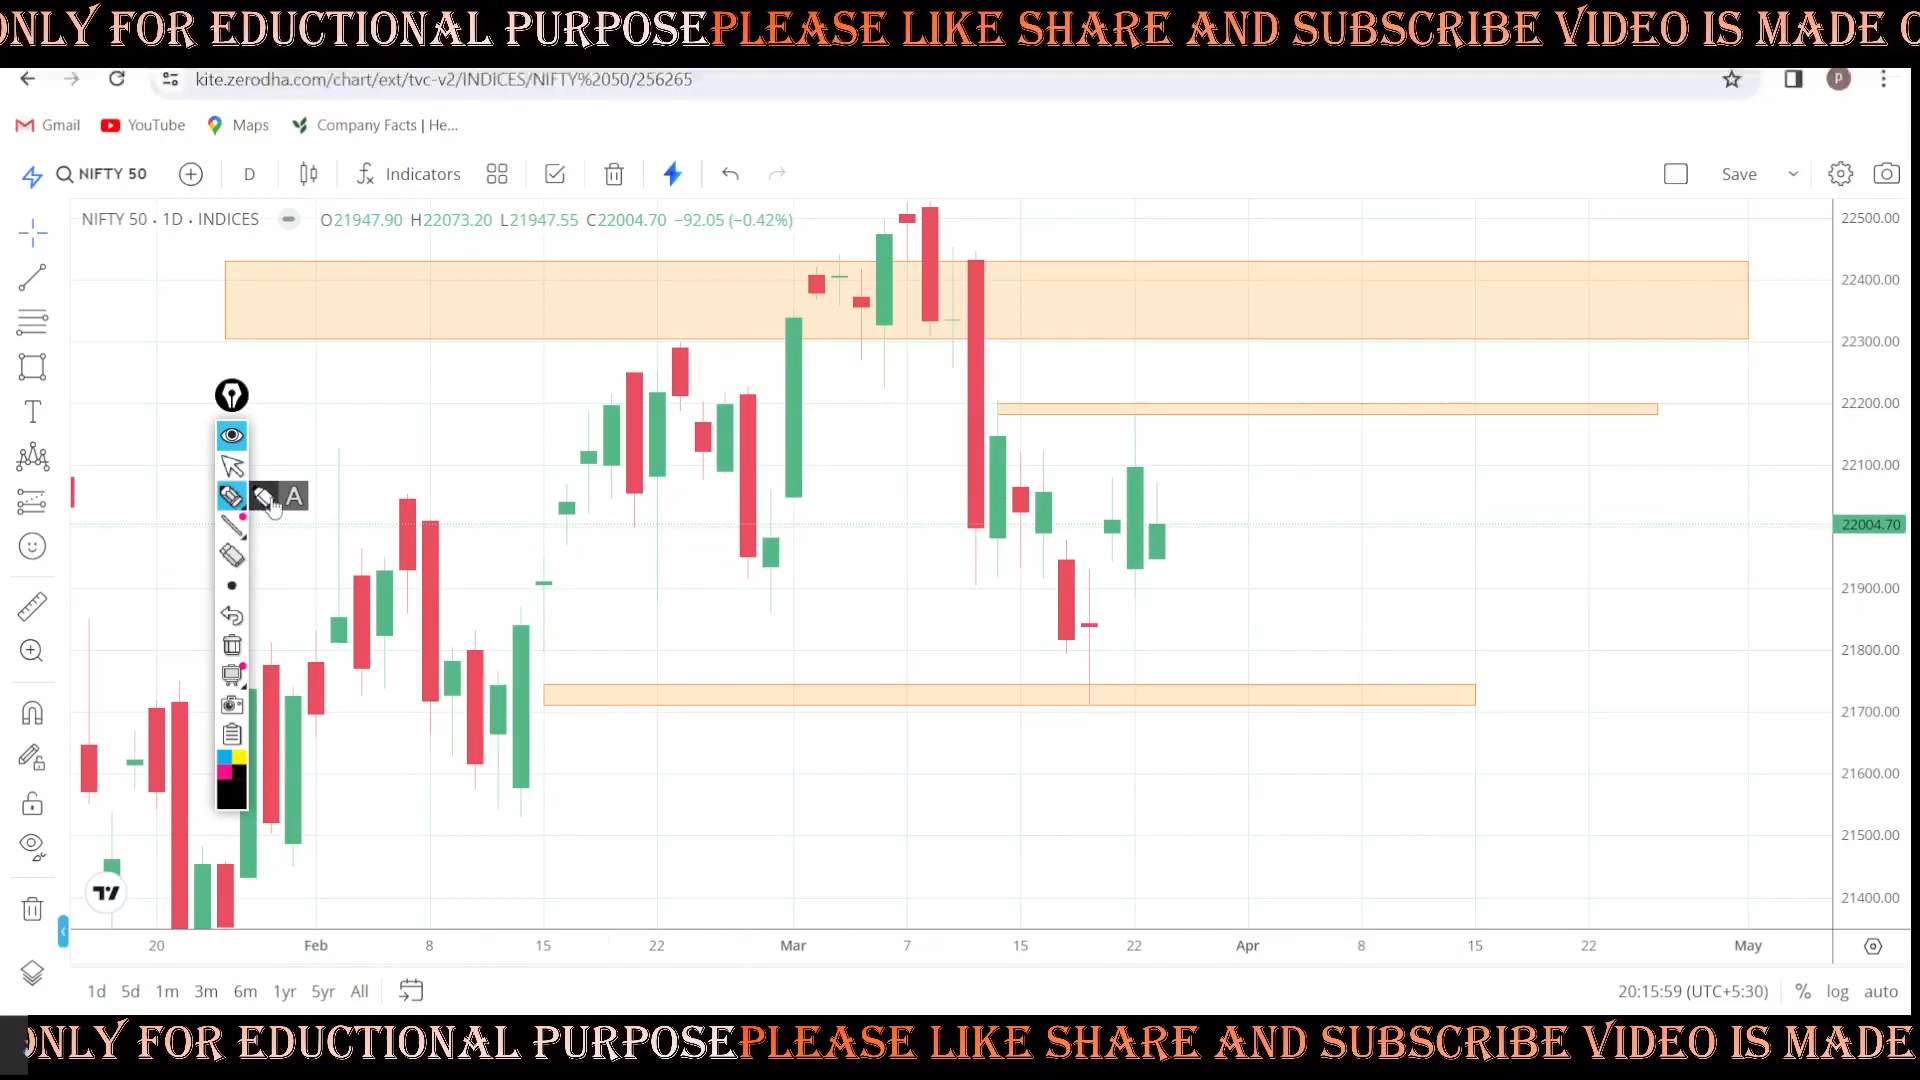 ONLY FOR EDUCTIONAL PURPOSEPLEASE LIKE SHARE AND SUBSCRIBE VIDEO IS MADE O
kite.zerodha.com/chart/ext/tvc-v2/INDICES/NIFTY%2050/256265
P
Gmail YouTube Maps Company Facts | He...
NIFTY 50 D Indicators Save
NIFTY 50 · 1D · INDICES O21947.90 H22073.20 L21947.55 C22004.70 −92.05 (−0.42%)
22500.00
22400.00
22300.00
22200.00
22100.00
22004.70
21900.00
21800.00
21700.00
21600.00
21500.00
21400.00
T
A
20 Feb 8 15 22 Mar 7 15 22 Apr 8 15 22 May
1d 5d 1m 3m 6m 1yr 5yr All 20:15:59 (UTC+5:30) % log auto
ONLY FOR EDUCTIONAL PURPOSEPLEASE LIKE SHARE AND SUBSCRIBE VIDEO IS MADE